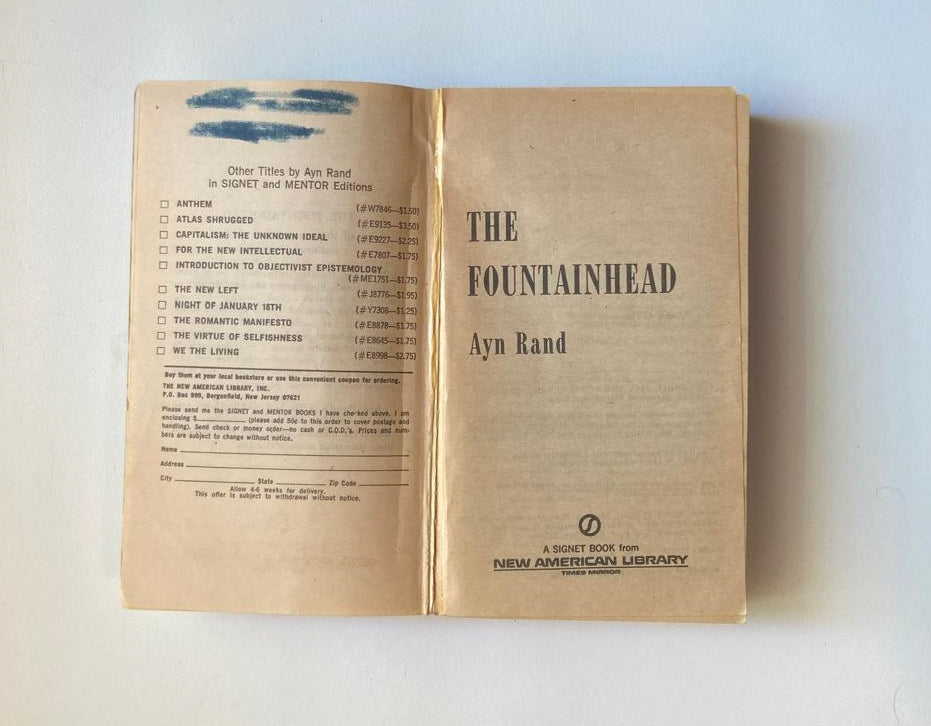 Other Titles by Ayn Rand
in SIGNET and MENTOR Editions
ANTHEM (#W7846—$1.50)
ATLAS SHRUGGED (#E9135—$3.50)
CAPITALISM: THE UNKNOWN IDEAL (#E9227—$2.25)
FOR THE NEW INTELLECTUAL (#E7807—$1.75)
INTRODUCTION TO OBJECTIVIST EPISTEMOLOGY
(#ME1751—$1.75)
THE NEW LEFT (#J8776—$1.95)
NIGHT OF JANUARY 16TH (#Y7308—$1.25)
THE ROMANTIC MANIFESTO (#E8878—$1.75)
THE VIRTUE OF SELFISHNESS (#E8645—$1.75)
WE THE LIVING (#E8998—$2.75)
Buy them at your local bookstore or use this convenient coupon for ordering.
THE NEW AMERICAN LIBRARY, INC.
P.O. Box 999, Bergenfield, New Jersey 07621
Please send me the SIGNET and MENTOR BOOKS I have checked above. I am
enclosing $ (please add 50¢ to this order to cover postage and
handling). Send check or money order—no cash or C.O.D.'s. Prices and num-
bers are subject to change without notice.
Name
Address
City State Zip Code
Allow 4-6 weeks for delivery.
This offer is subject to withdrawal without notice.
THE
FOUNTAINHEAD
Ayn Rand
A SIGNET BOOK from
NEW AMERICAN LIBRARY
TIMES MIRROR